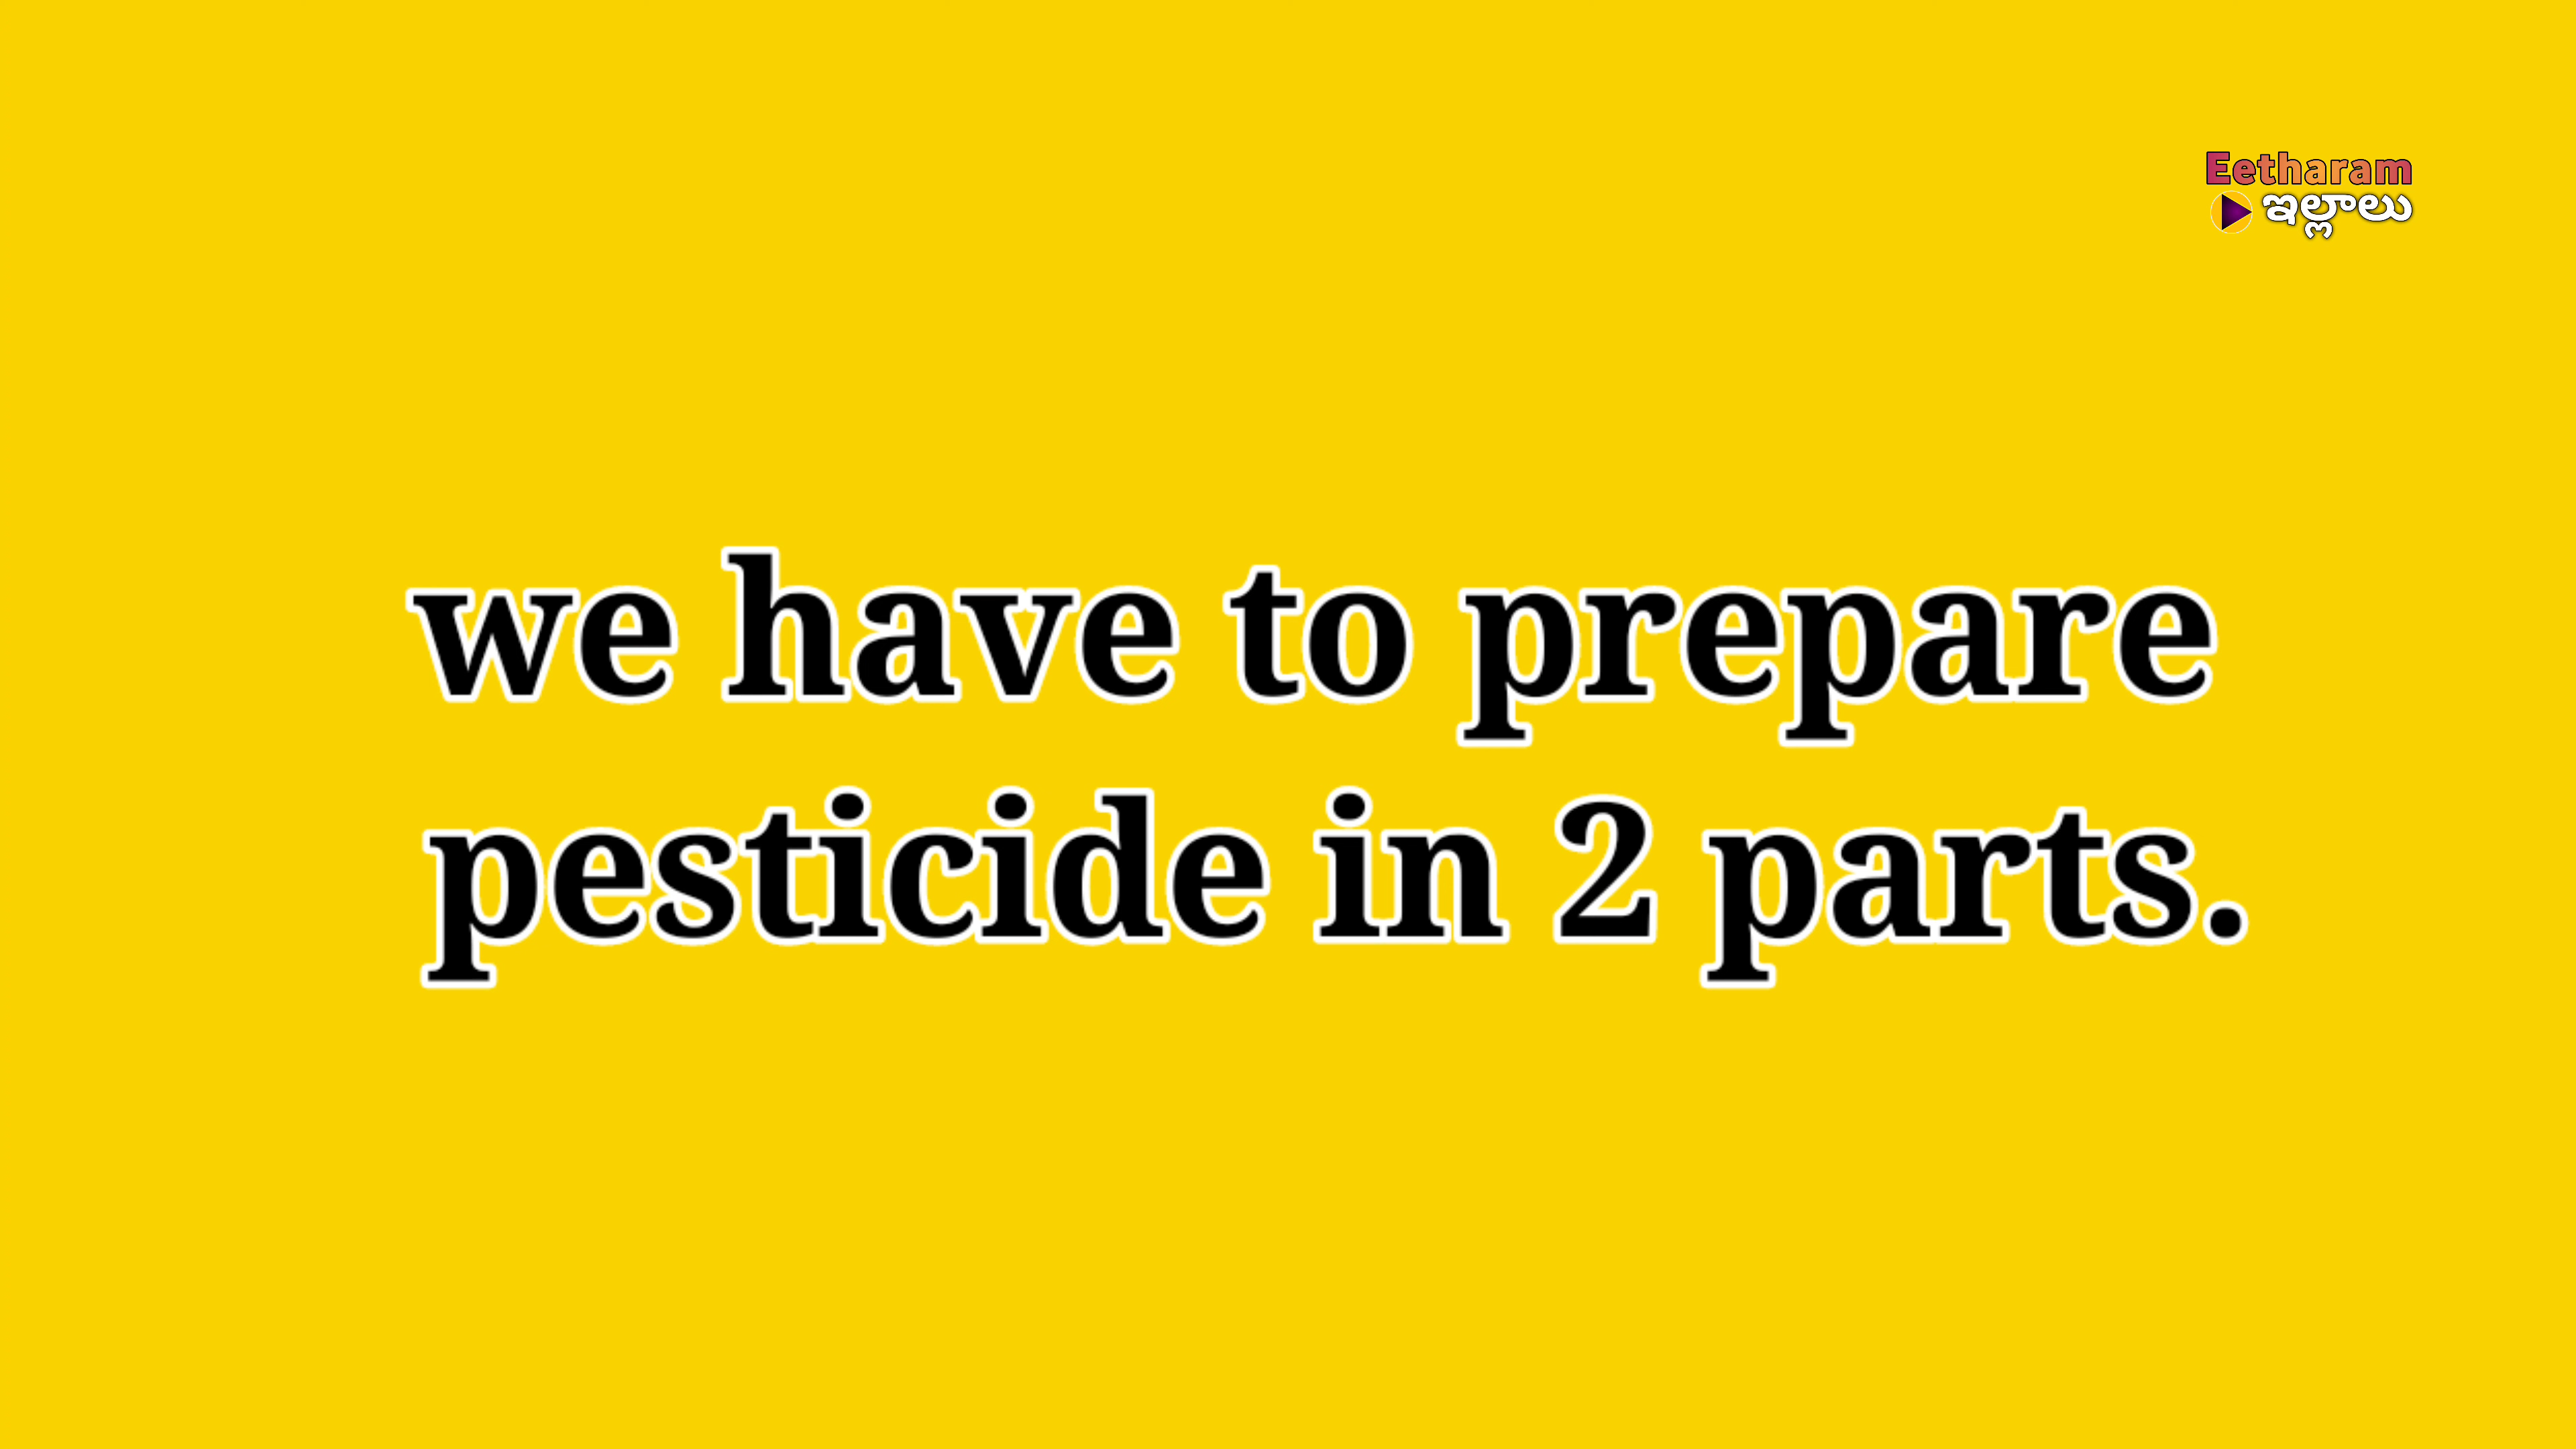 Eetharam
ఇల్లాలు
we have to prepare
pesticide in 2 parts.